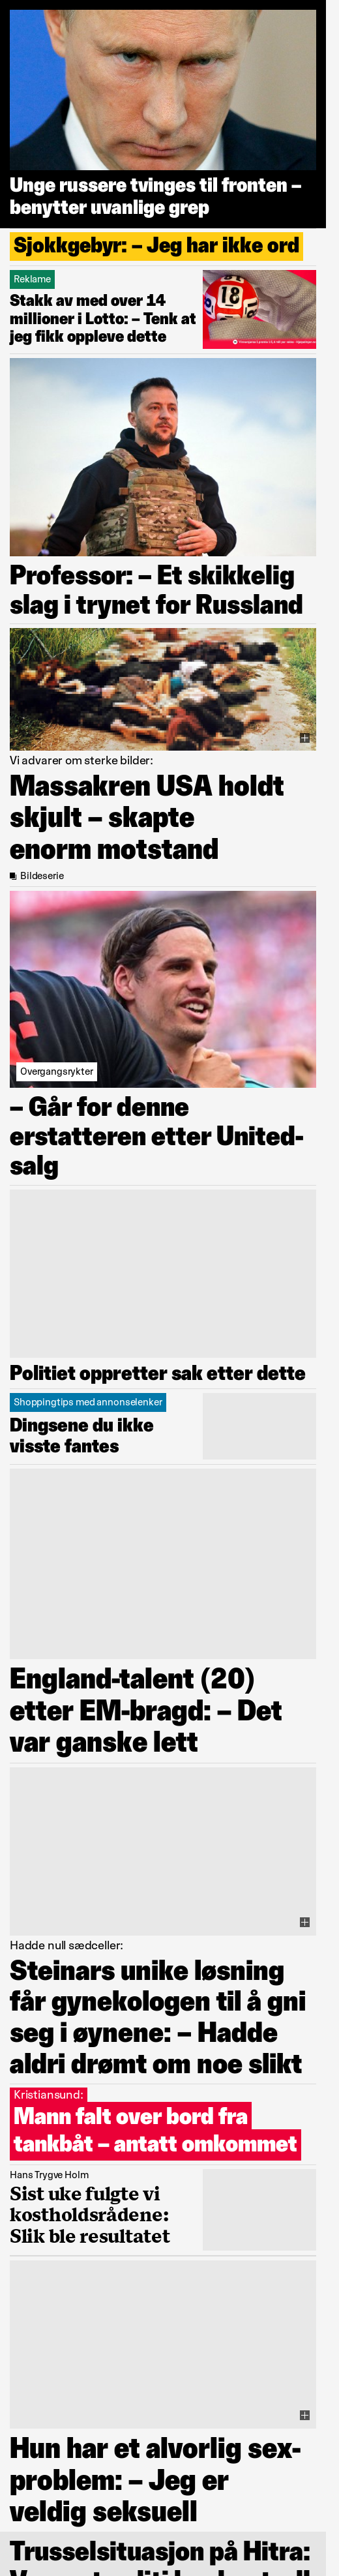 Unge russere tvinges til fronten –
benytter uvanlige grep
Sjokkgebyr: – Jeg har ikke ord
Reklame
Stakk av med over 14
millioner i Lotto: – Tenk at
jeg fikk oppleve dette
18
Professor: – Et skikkelig
slag i trynet for Russland
Vi advarer om sterke bilder:
Massakren USA holdt
skjult – skapte
enorm motstand
Bildeserie
Overgangsrykter
– Går for denne
erstatteren etter United-
salg
Politiet oppretter sak etter dette
Shoppingtips med annonselenker
Dingsene du ikke
visste fantes
England-talent (20)
etter EM-bragd: – Det
var ganske lett
Hadde null sædceller:
Steinars unike løsning
får gynekologen til å gni
seg i øynene: – Hadde
aldri drømt om noe slikt
Kristiansund:
Mann falt over bord fra
tankbåt – antatt omkommet
Hans Trygve Holm
Sist uke fulgte vi
kostholdsrådene:
Slik ble resultatet
Hun har et alvorlig sex-
problem: – Jeg er
veldig seksuell
Trusselsituasjon på Hitra: